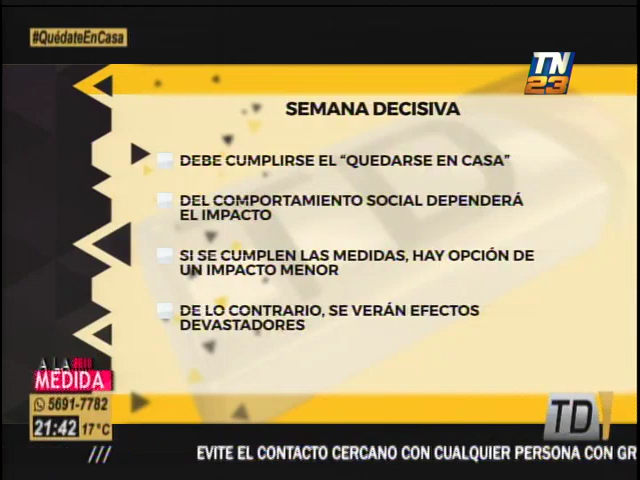 #QuédateEnCasa
TN
23
SEMANA DECISIVA
DEBE CUMPLIRSE EL “QUEDARSE EN CASA”
DEL COMPORTAMIENTO SOCIAL DEPENDERÁ
EL IMPACTO
SI SE CUMPLEN LAS MEDIDAS, HAY OPCIÓN DE
UN IMPACTO MENOR
DE LO CONTRARIO, SE VERÁN EFECTOS
DEVASTADORES
A LA
MEDIDA
5691-7782
21:42 17°C
TD
EVITE EL CONTACTO CERCANO CON CUALQUIER PERSONA CON GR